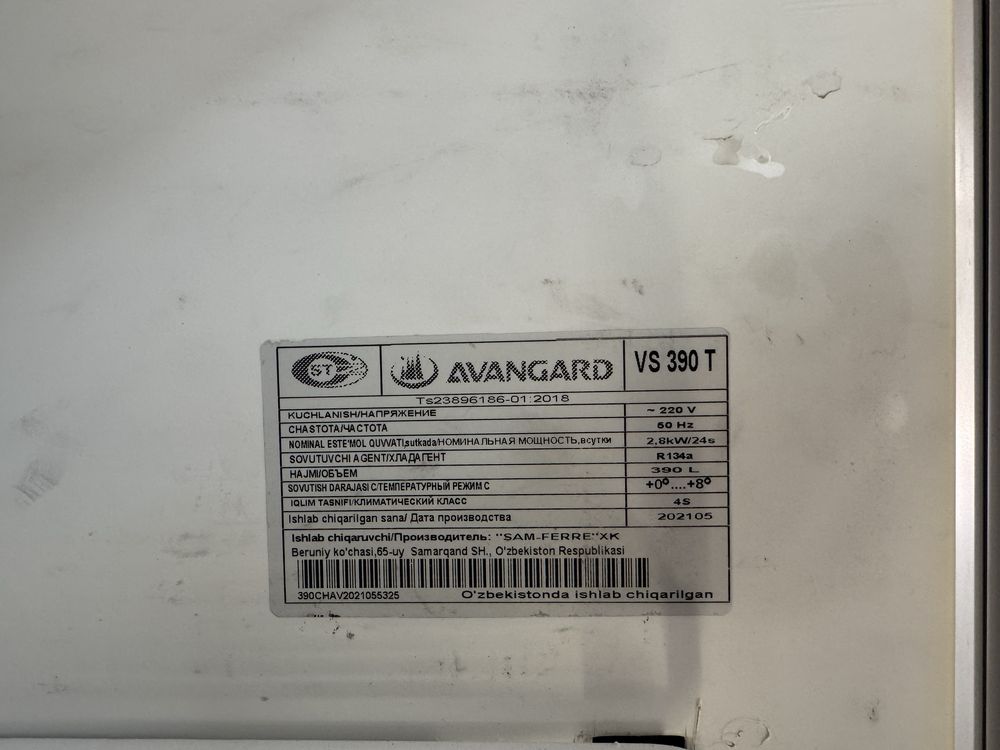 ST
AVANGARD
VS 390 T
Ts23896186-01:2018
KUCHLANISH/НАПРЯЖЕНИЕ ~ 220 V
CHASTOTA/ЧАСТОТА 50 Hz
NOMINAL ESTE'MOL QUVVATI,sutkada/НОМИНАЛЬНАЯ МОЩНОСТЬ,всутки 2,8kW/24s
SOVUTUVCHI AGENT/ХЛАДАГЕНТ R134a
HAJMI/ОБЪЕМ 390 L
SOVUTISH DARAJASI C/ТЕМПЕРАТУРНЫЙ РЕЖИМ С +0°....+8°
IQLIM TASNIFI/КЛИМАТИЧЕСКИЙ КЛАСС 4S
Ishlab chiqarilgan sana/ Дата производства 202105
Ishlab chiqaruvchi/Производитель: "SAM-FERRE"XK
Beruniy ko'chasi,65-uy Samarqand SH., O'zbekiston Respublikasi
390CHAV2021055325 O'zbekistonda ishlab chiqarilgan